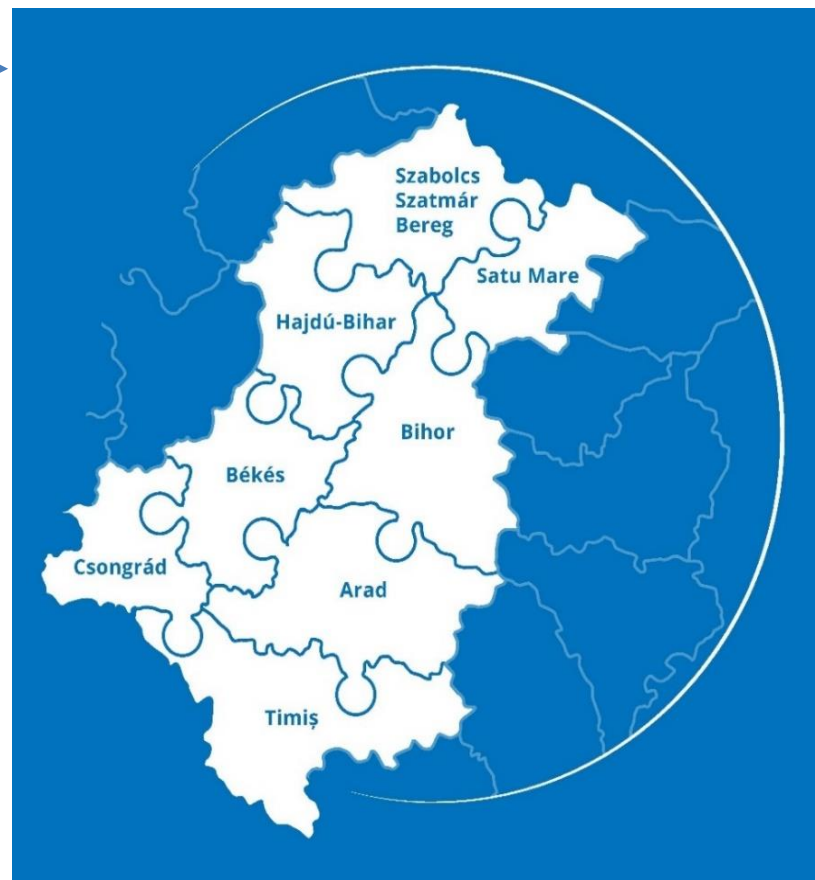 Szabolcs
Szatmár
Bereg
Satu Mare
Hajdú-Bihar
Bihor
Békés
Csongrád
Arad
Timiș